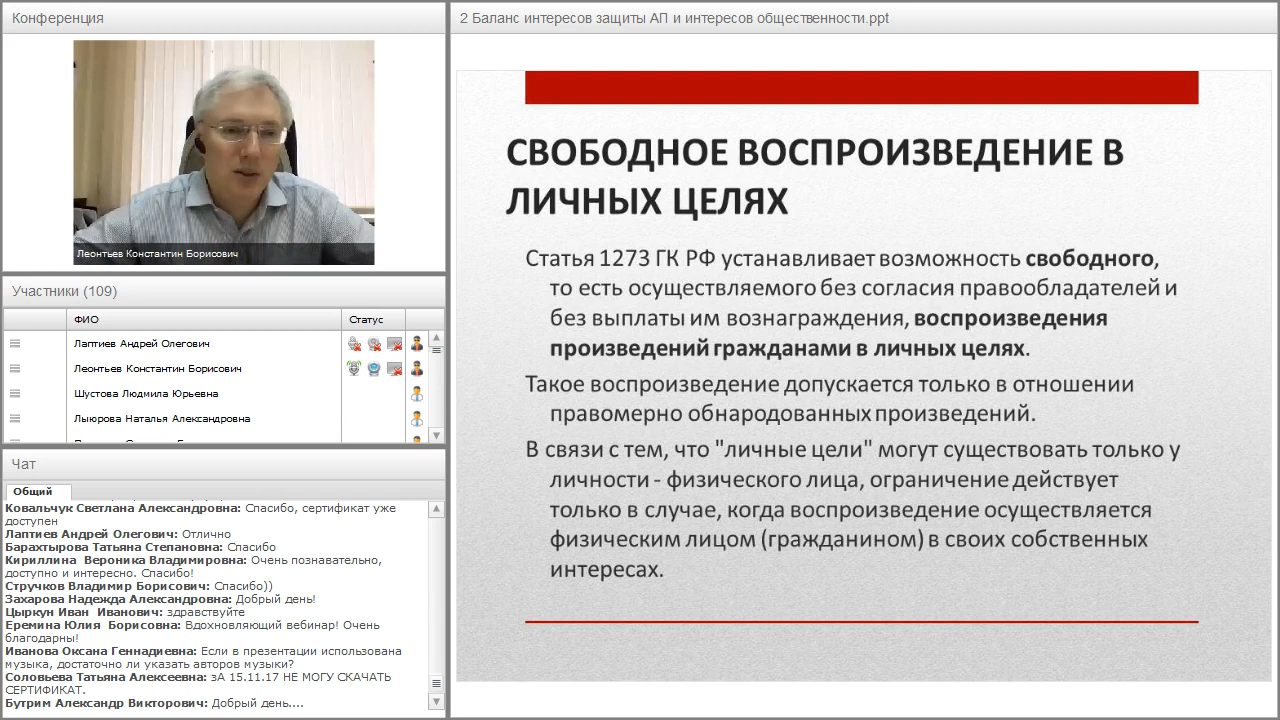 Конференция
Леонтьев Константин Борисович
Участники (109)
ФИО
Статус
Лаптиев Андрей Олегович
Леонтьев Константин Борисович
Шустова Людмила Юрьевна
Лыюрова Наталья Александровна
Чат
Общий
Ковальчук Светлана Александровна: Спасибо, сертификат уже
доступен
Лаптиев Андрей Олегович: Отлично
Барахтырова Татьяна Степановна: Спасибо
Кириллина Вероника Владимировна: Очень познавательно,
доступно и интересно. Спасибо!
Стручков Владимир Борисович: Спасибо))
Захарова Надежда Александровна: Добрый день!
Цыркун Иван Иванович: здравствуйте
Еремина Юлия Борисовна: Вдохновляющий вебинар! Очень
благодарны!
Иванова Оксана Геннадиевна: Если в презентации использована
музыка, достаточно ли указать авторов музыки?
Соловьева Татьяна Алексеевна: зА 15.11.17 НЕ МОГУ СКАЧАТЬ
СЕРТИФИКАТ.
Бутрим Александр Викторович: Добрый день....
2 Баланс интересов защиты АП и интересов общественности.ppt
СВОБОДНОЕ ВОСПРОИЗВЕДЕНИЕ В
ЛИЧНЫХ ЦЕЛЯХ
Статья 1273 ГК РФ устанавливает возможность свободного,
то есть осуществляемого без согласия правообладателей и
без выплаты им вознаграждения, воспроизведения
произведений гражданами в личных целях.
Такое воспроизведение допускается только в отношении
правомерно обнародованных произведений.
В связи с тем, что "личные цели" могут существовать только у
личности - физического лица, ограничение действует
только в случае, когда воспроизведение осуществляется
физическим лицом (гражданином) в своих собственных
интересах.